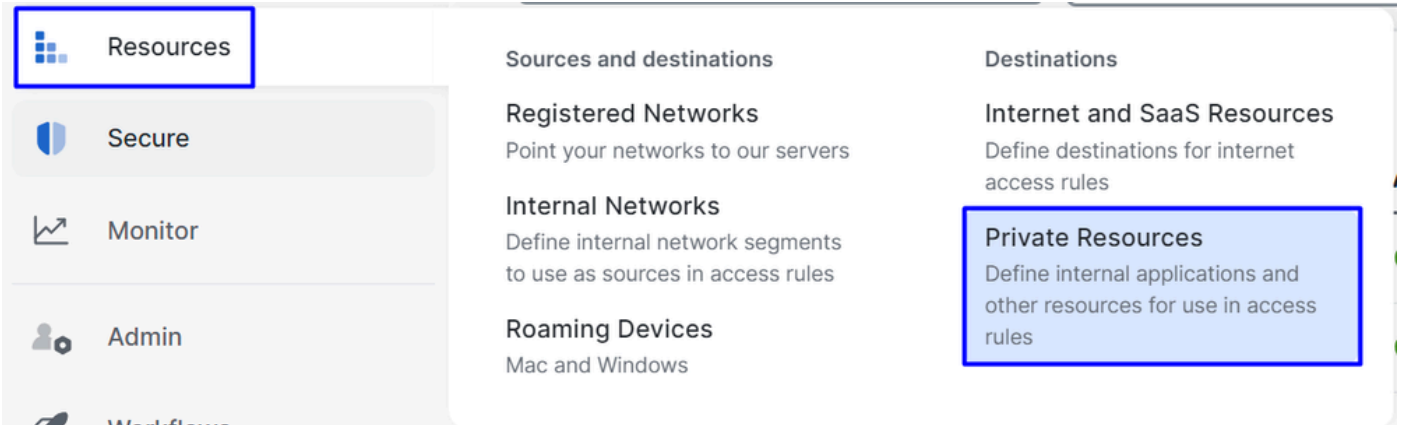 Resources
Secure
Monitor
Admin
Workflows
Sources and destinations
Registered Networks
Point your networks to our servers
Internal Networks
Define internal network segments
to use as sources in access rules
Roaming Devices
Mac and Windows
Destinations
Internet and SaaS Resources
Define destinations for internet
access rules
Private Resources
Define internal applications and
other resources for use in access
rules